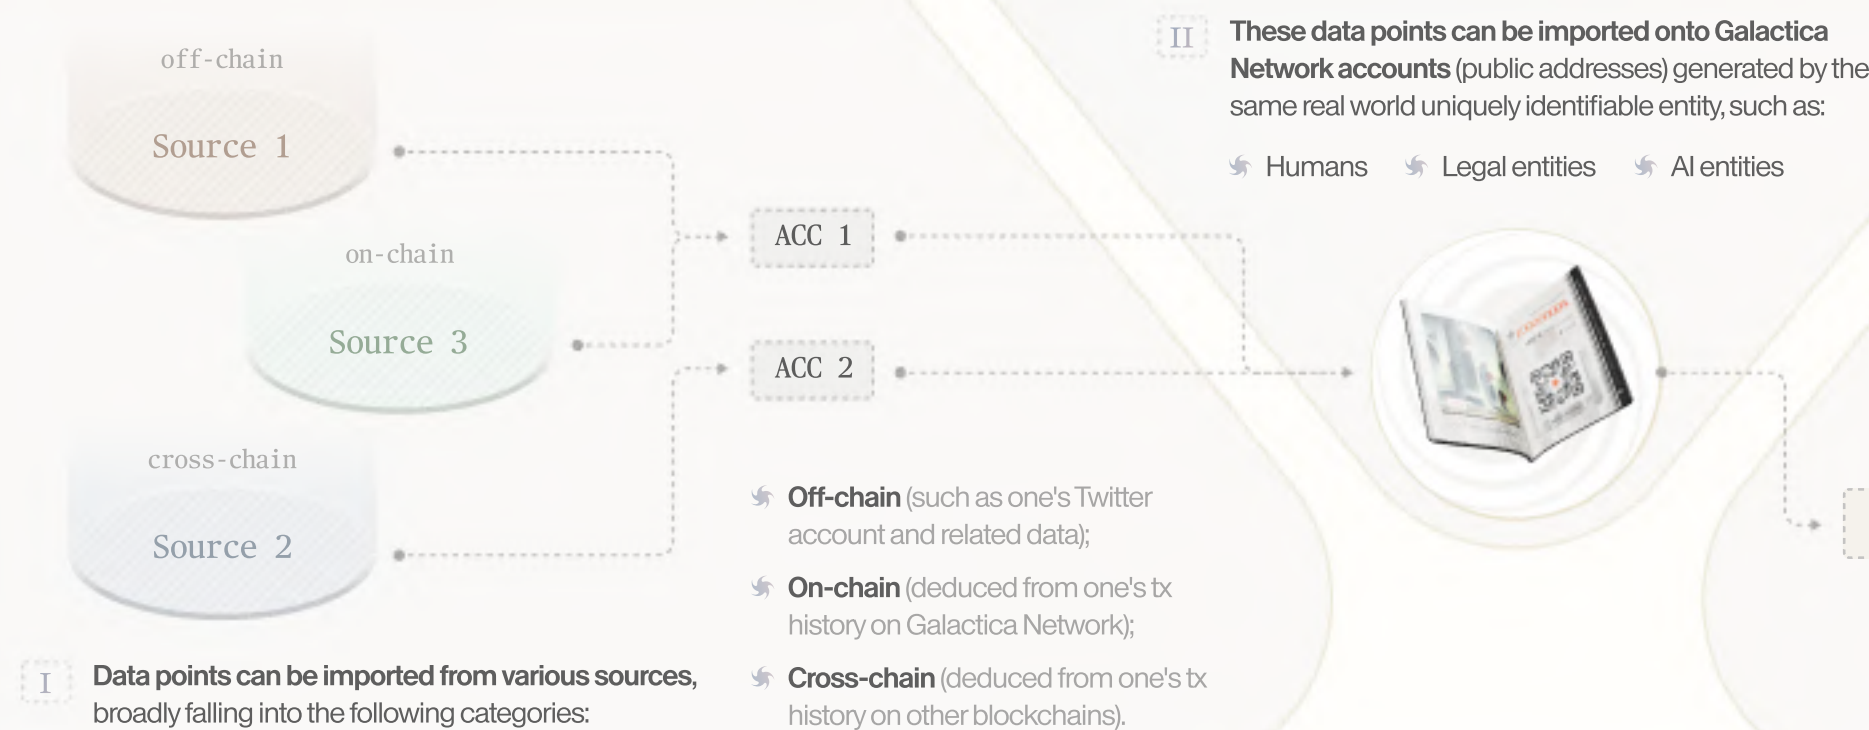 off-chain
Source 1
on-chain
Source 3
cross-chain
Source 2
I
Data points can be imported from various sources,
broadly falling into the following categories:
ACC 1
ACC 2
Off-chain (such as one's Twitter
account and related data);
On-chain (deduced from one's tx
history on Galactica Network);
Cross-chain (deduced from one's tx
history on other blockchains).
II
These data points can be imported onto Galactica
Network accounts (public addresses) generated by the
same real world uniquely identifiable entity, such as:
Humans
Legal entities
AI entities